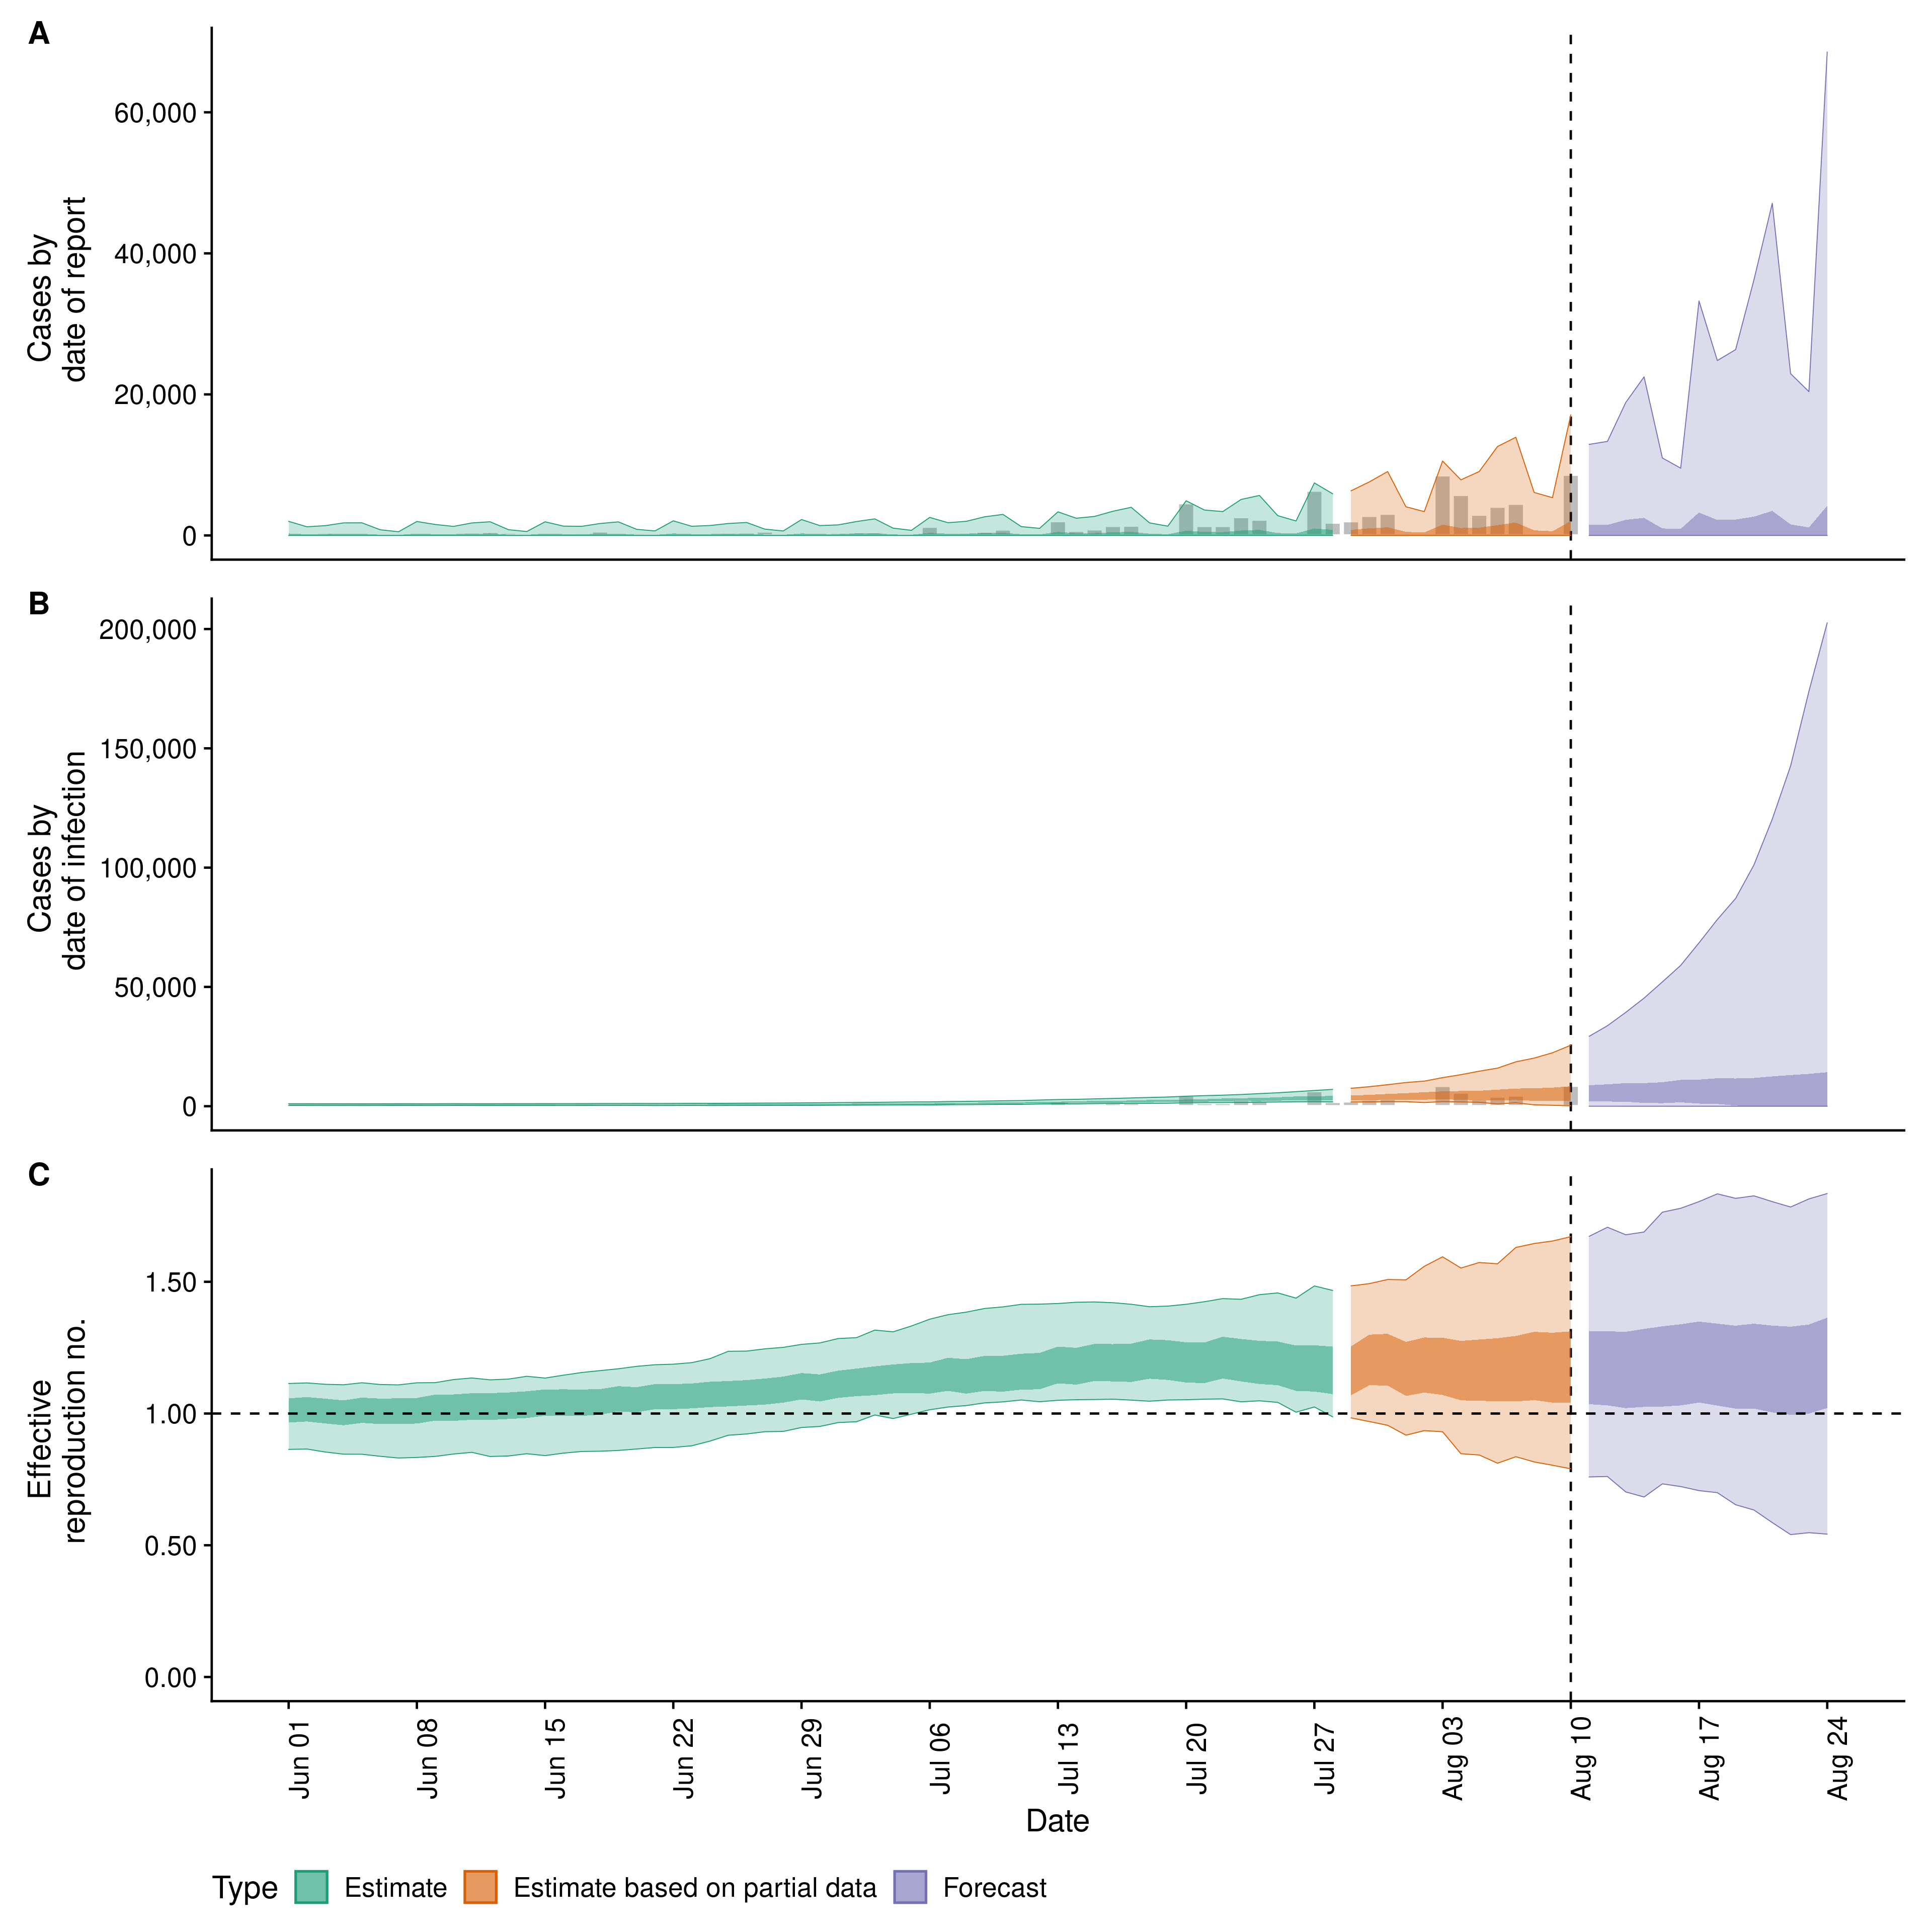 A
60,000
40,000
20,000
0
Cases by
date of report
B
200,000
150,000
100,000
50,000
0
Cases by
date of infection
C
1.50
1.00
0.50
0.00
Effective
reproduction no.
Jun 01
Jun 08
Jun 15
Jun 22
Jun 29
Jul 06
Jul 13
Jul 20
Jul 27
Aug 03
Aug 10
Aug 17
Aug 24
Date
Type Estimate Estimate based on partial data Forecast